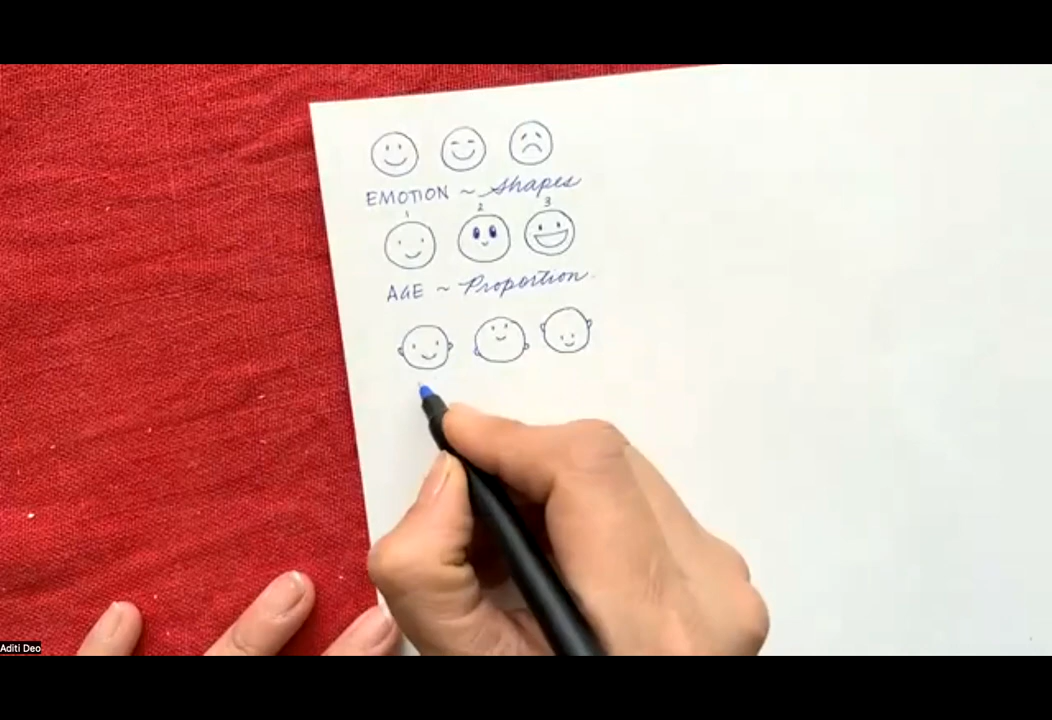 EMOTION ~ Shapes
1 2 3
AGE ~ Proportion
Aditi Deo